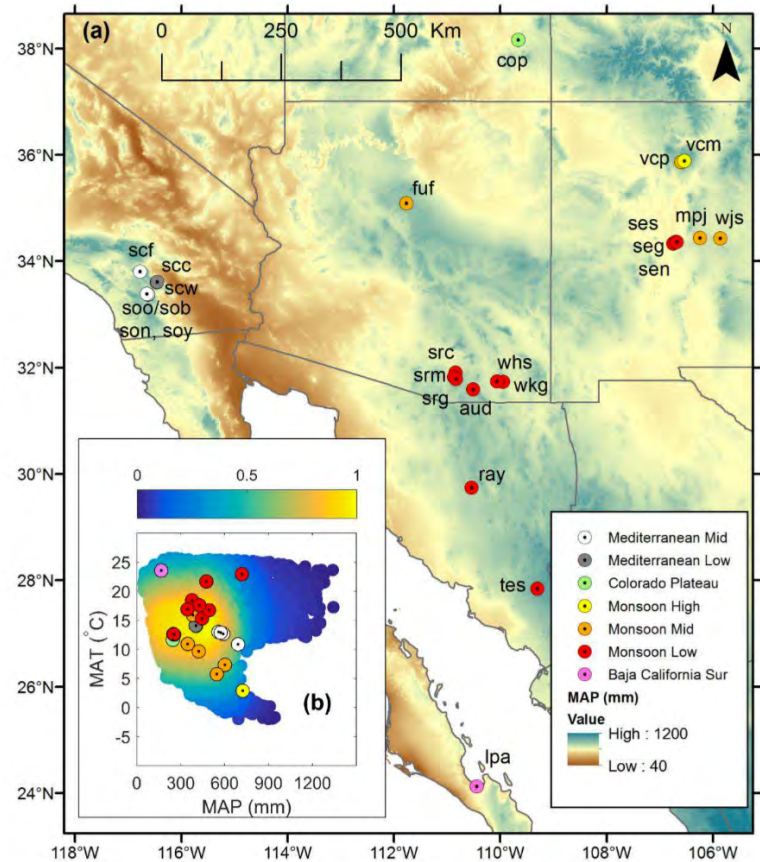 (a)
0 250 500 Km
N
38°N
36°N
34°N
32°N
30°N
28°N
26°N
24°N
cop
vcm
vcp
fuf
mpj wjs
ses
seg
sen
scf
scc
scw
soo/sob
son, soy
src
srm
srg
aud
whs
wkg
ray
tes
lpa
0 0.5 1
MAT (°C)
25
20
15
10
5
0
-5
(b)
0 300 600 900 1200
MAP (mm)
Mediterranean Mid
Mediterranean Low
Colorado Plateau
Monsoon High
Monsoon Mid
Monsoon Low
Baja California Sur
MAP (mm)
Value
High : 1200
Low : 40
118°W 116°W 114°W 112°W 110°W 108°W 106°W